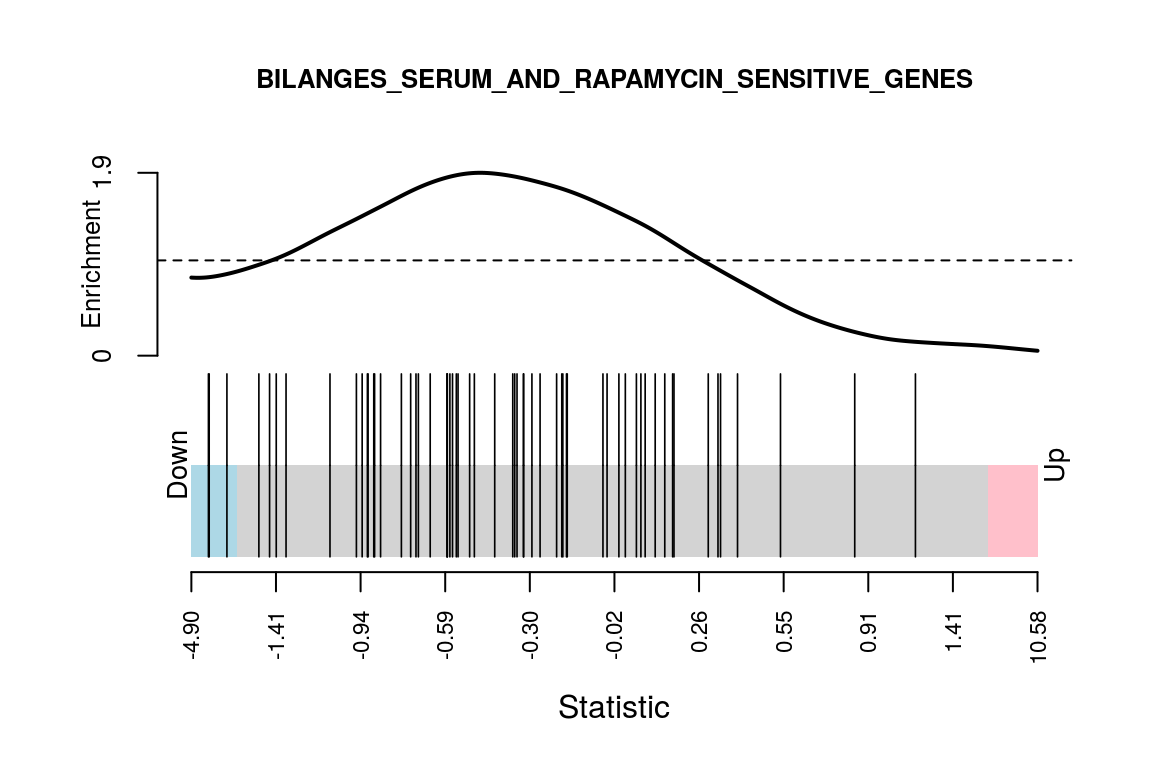 BILANGES_SERUM_AND_RAPAMYCIN_SENSITIVE_GENES
1.9
Enrichment
0
Down
Up
-4.90
-1.41
-0.94
-0.59
-0.30
-0.02
0.26
0.55
0.91
1.41
10.58
Statistic